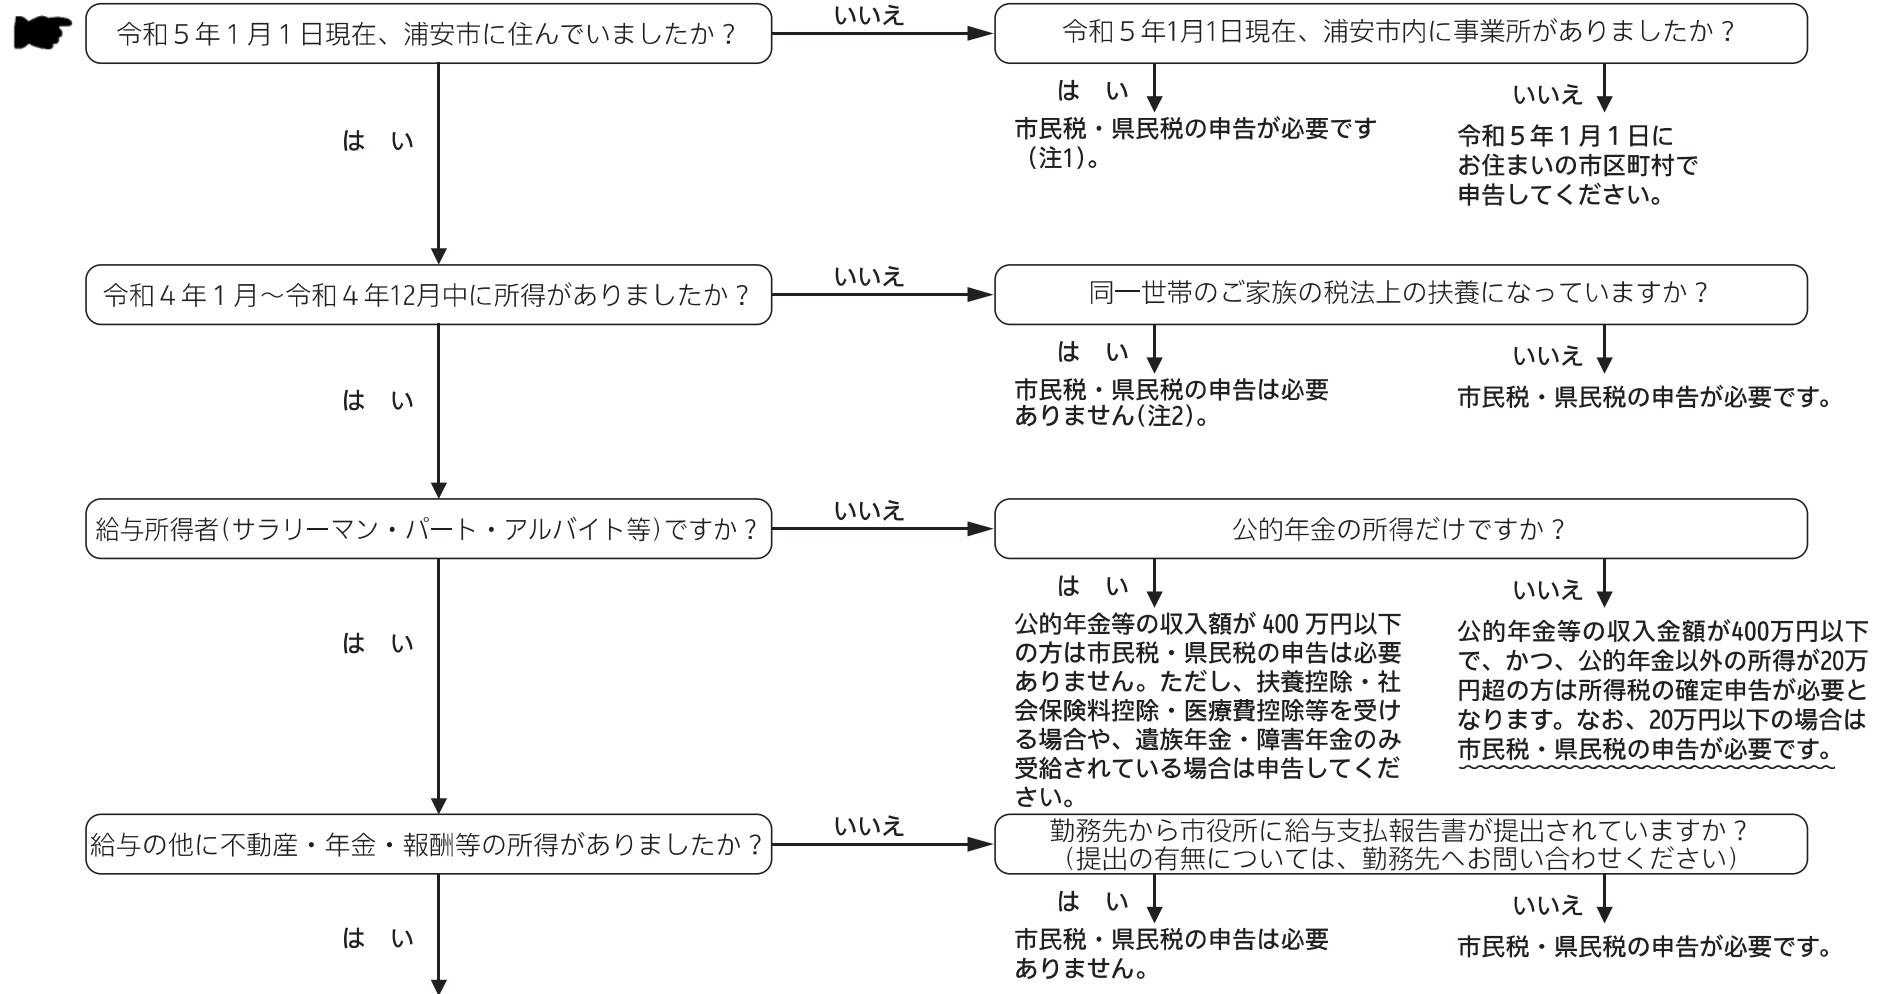 令和５年１月１日現在、浦安市に住んでいましたか？
いいえ
令和５年1月1日現在、浦安市内に事業所がありましたか？
は　い
は　い
市民税・県民税の申告が必要です
（注1）。
いいえ
令和５年１月１日に
お住まいの市区町村で
申告してください。
令和４年１月～令和４年12月中に所得がありましたか？
いいえ
同一世帯のご家族の税法上の扶養になっていますか？
は　い
は　い
市民税・県民税の申告は必要
ありません(注2)。
いいえ
市民税・県民税の申告が必要です。
給与所得者(サラリーマン・パート・アルバイト等)ですか？
いいえ
公的年金の所得だけですか？
は　い
は　い
公的年金等の収入額が 400 万円以下
の方は市民税・県民税の申告は必要
ありません。ただし、扶養控除・社
会保険料控除・医療費控除等を受け
る場合や、遺族年金・障害年金のみ
受給されている場合は申告してくだ
さい。
いいえ
公的年金等の収入金額が400万円以下
で、かつ、公的年金以外の所得が20万
円超の方は所得税の確定申告が必要と
なります。なお、20万円以下の場合は
市民税・県民税の申告が必要です。
給与の他に不動産・年金・報酬等の所得がありましたか？
いいえ
勤務先から市役所に給与支払報告書が提出されていますか？
（提出の有無については、勤務先へお問い合わせください）
は　い
は　い
市民税・県民税の申告は必要
ありません。
いいえ
市民税・県民税の申告が必要です。